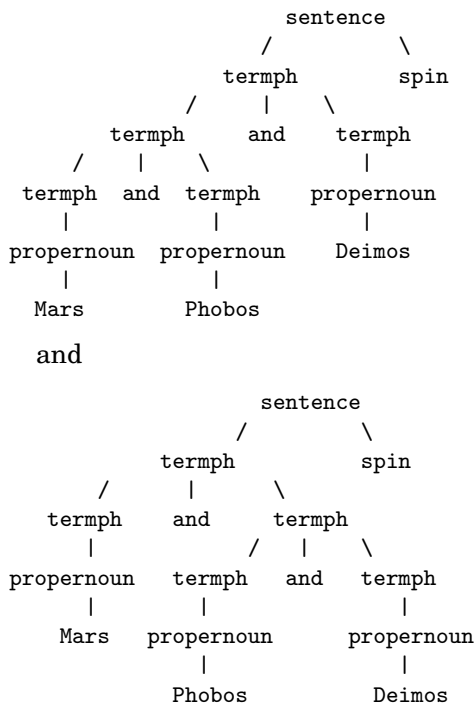 sentence
/ \
termph spin
/ | \
termph and termph
/ | \ |
termph and termph propernoun
| | |
propernoun propernoun Deimos
| |
Mars Phobos
and
sentence
/ \
termph spin
/ | \
termph and termph
| / | \
propernoun termph and termph
| | |
Mars propernoun propernoun
| |
Phobos Deimos